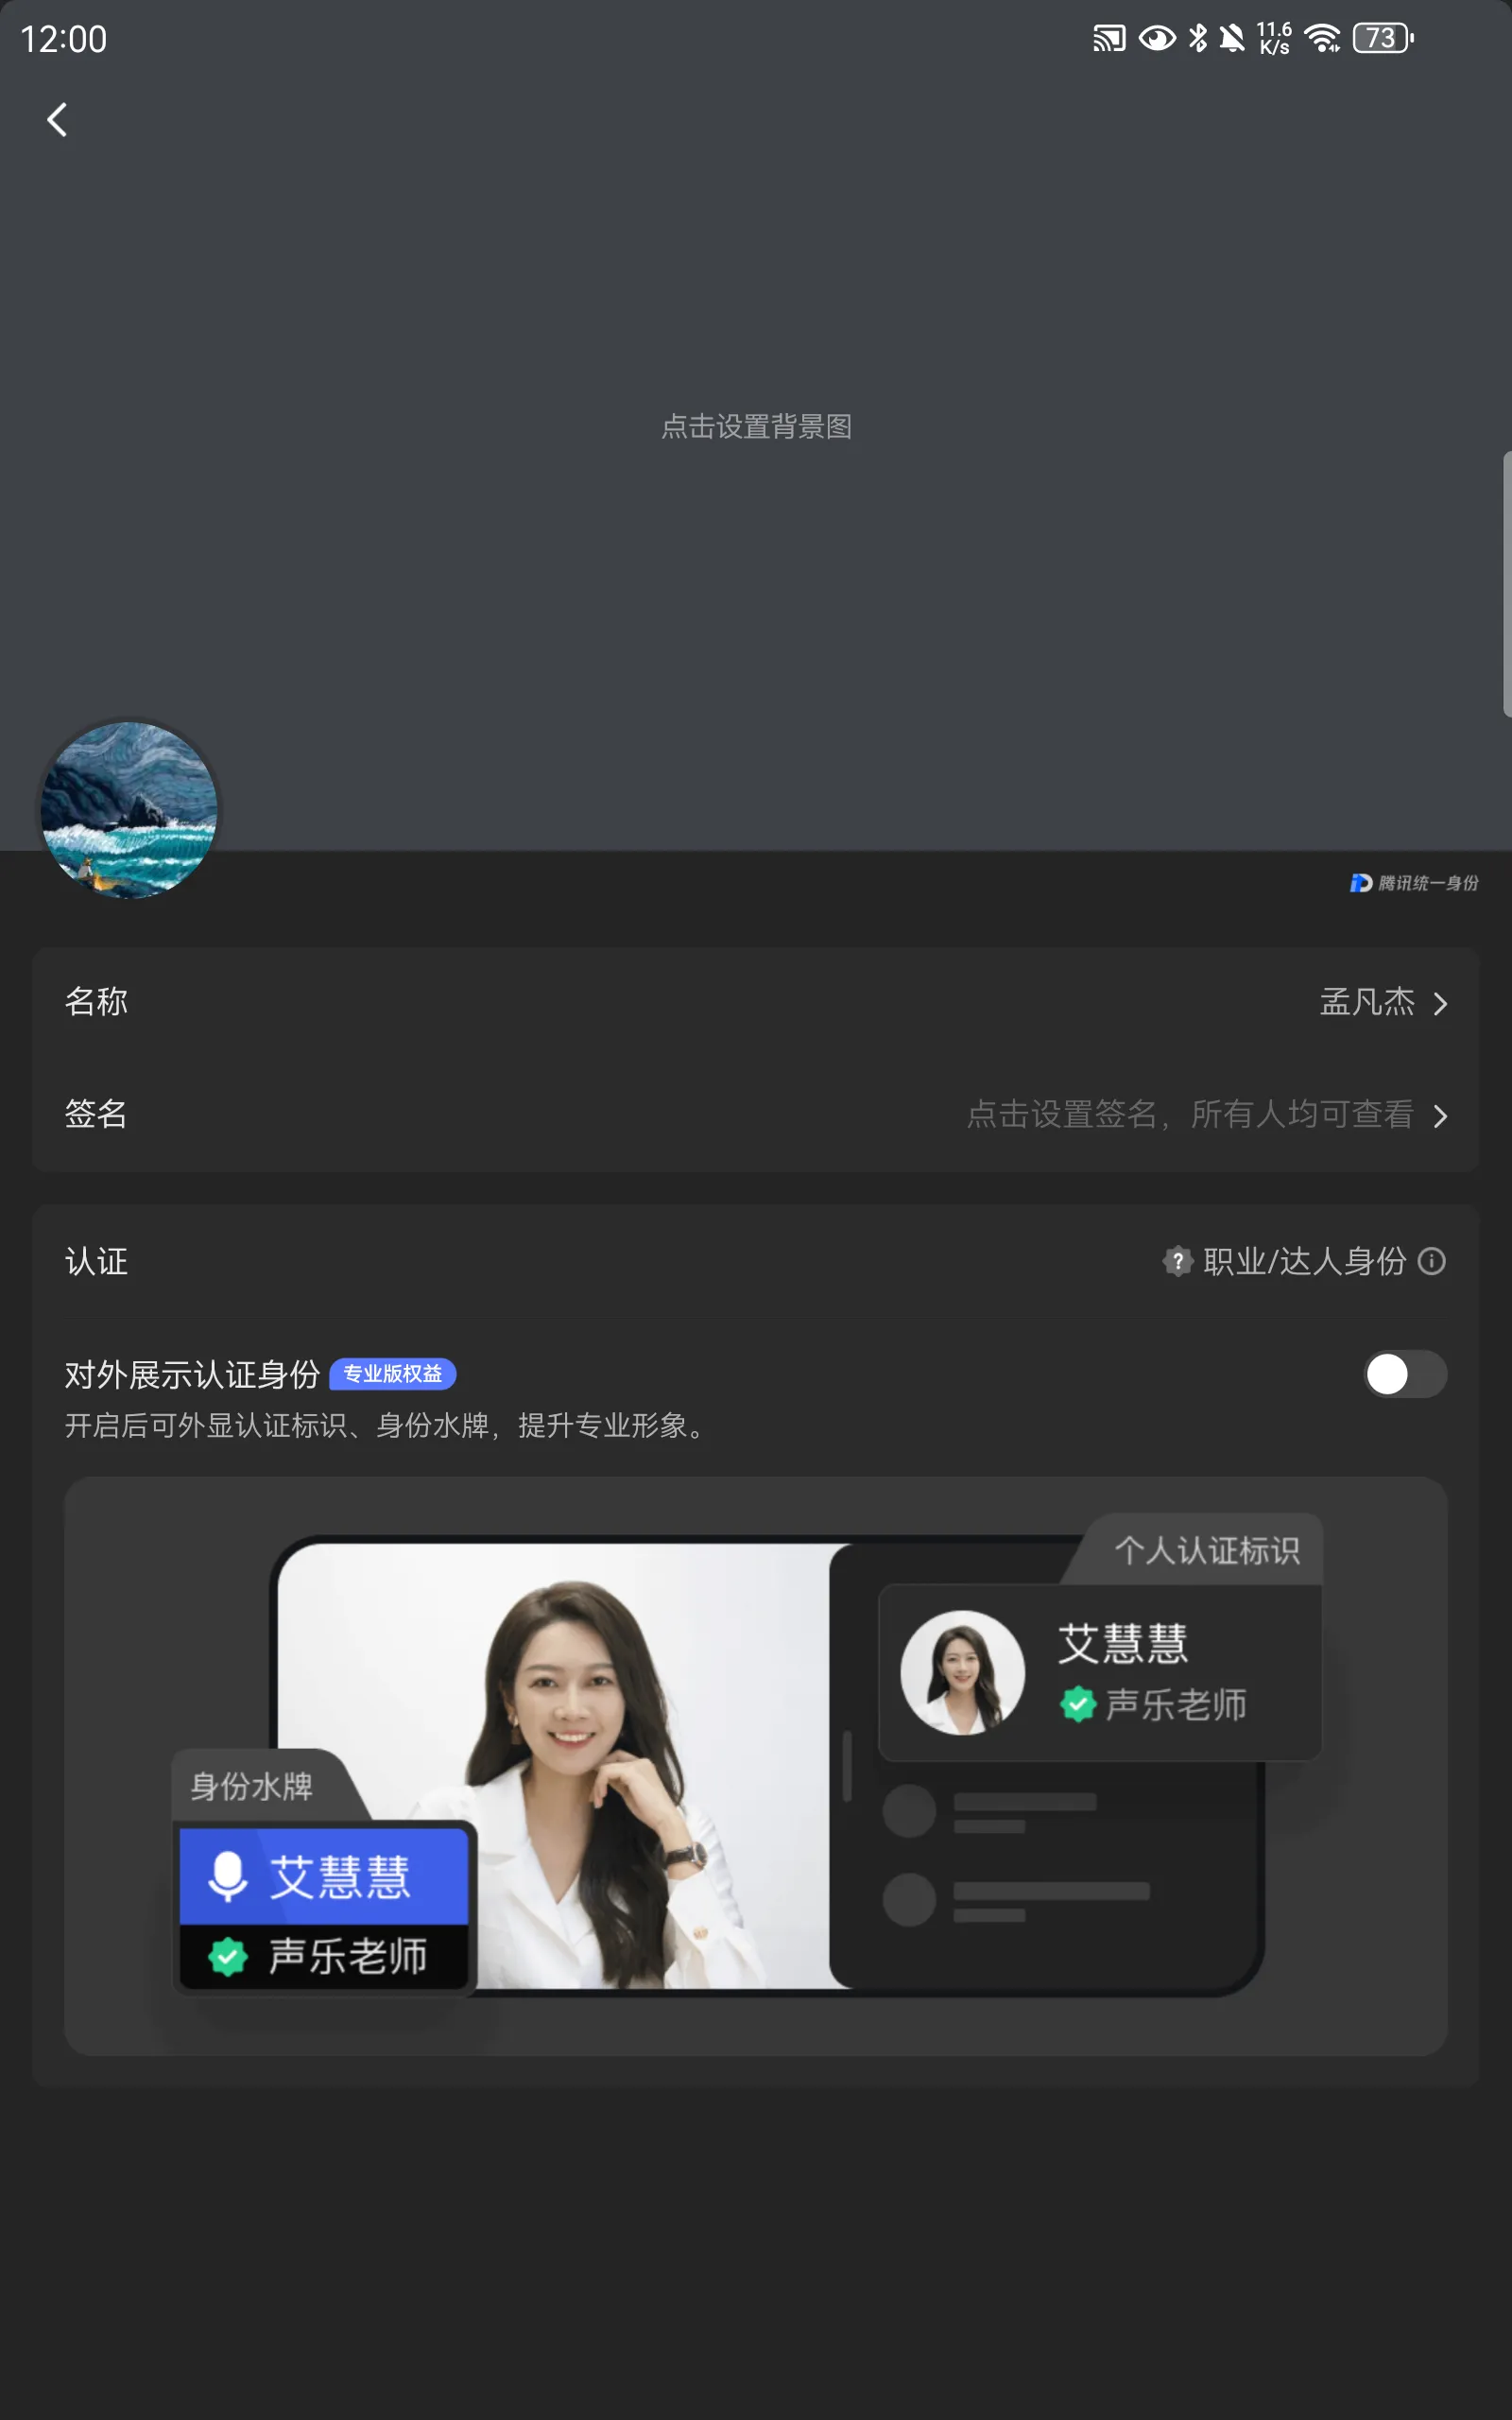 12:00
11.6
K/s
73
点击设置背景图
腾讯统一身份
名称
孟凡杰
签名
点击设置签名，所有人均可查看
认证
职业/达人身份
对外展示认证身份
专业版权益
开启后可外显认证标识、身份水牌，提升专业形象。
个人认证标识
艾慧慧
声乐老师
身份水牌
艾慧慧
声乐老师